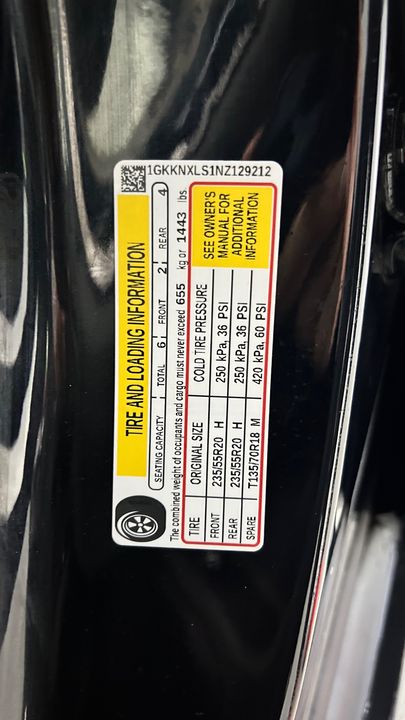 1GKKNXLS1NZ129212
TIRE AND LOADING INFORMATION
SEATING CAPACITY TOTAL 6 FRONT 2 REAR 4
The combined weight of occupants and cargo must never exceed 655 kg or 1443 lbs.
TIRE ORIGINAL SIZE COLD TIRE PRESSURE
FRONT 235/55R20 H 250 kPa, 36 PSI
REAR 235/55R20 H 250 kPa, 36 PSI
SPARE T135/70R18 M 420 kPa, 60 PSI
SEE OWNER'S
MANUAL FOR
ADDITIONAL
INFORMATION